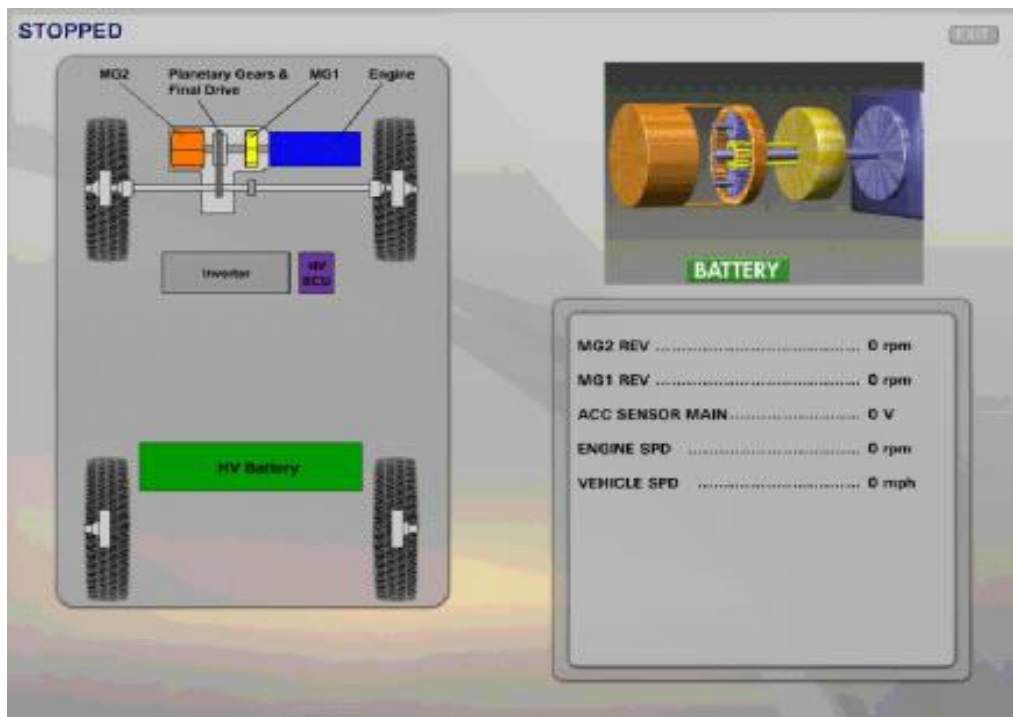 STOPPED
EXIT
MG2
Planetary Gears &
Final Drive
MG1
Engine
Inverter
HV
ECU
HV Battery
BATTERY
MG2 REV ........................................ 0 rpm
MG1 REV ........................................ 0 rpm
ACC SENSOR MAIN ......................... 0 V
ENGINE SPD ................................. 0 rpm
VEHICLE SPD ............................... 0 mph